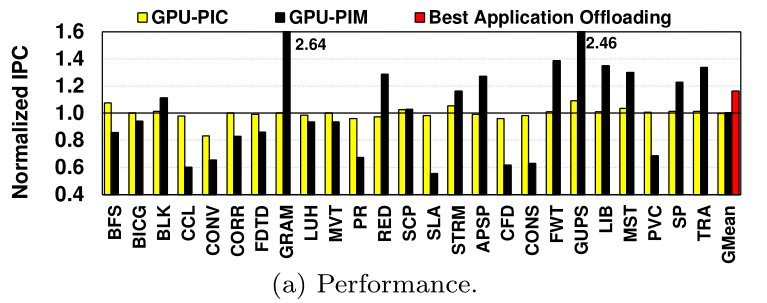 GPU-PIC GPU-PIM Best Application Offloading
Normalized IPC
1.6
1.4
1.2
1.0
0.8
0.6
0.4
2.64
2.46
BFS
BICG
BLK
CCL
CONV
CORR
FDTD
GRAM
LUH
MVT
PR
RED
SCP
SLA
STRM
APSP
CFD
CONS
FWT
GUPS
LIB
MST
PVC
SP
TRA
GMean
(a) Performance.